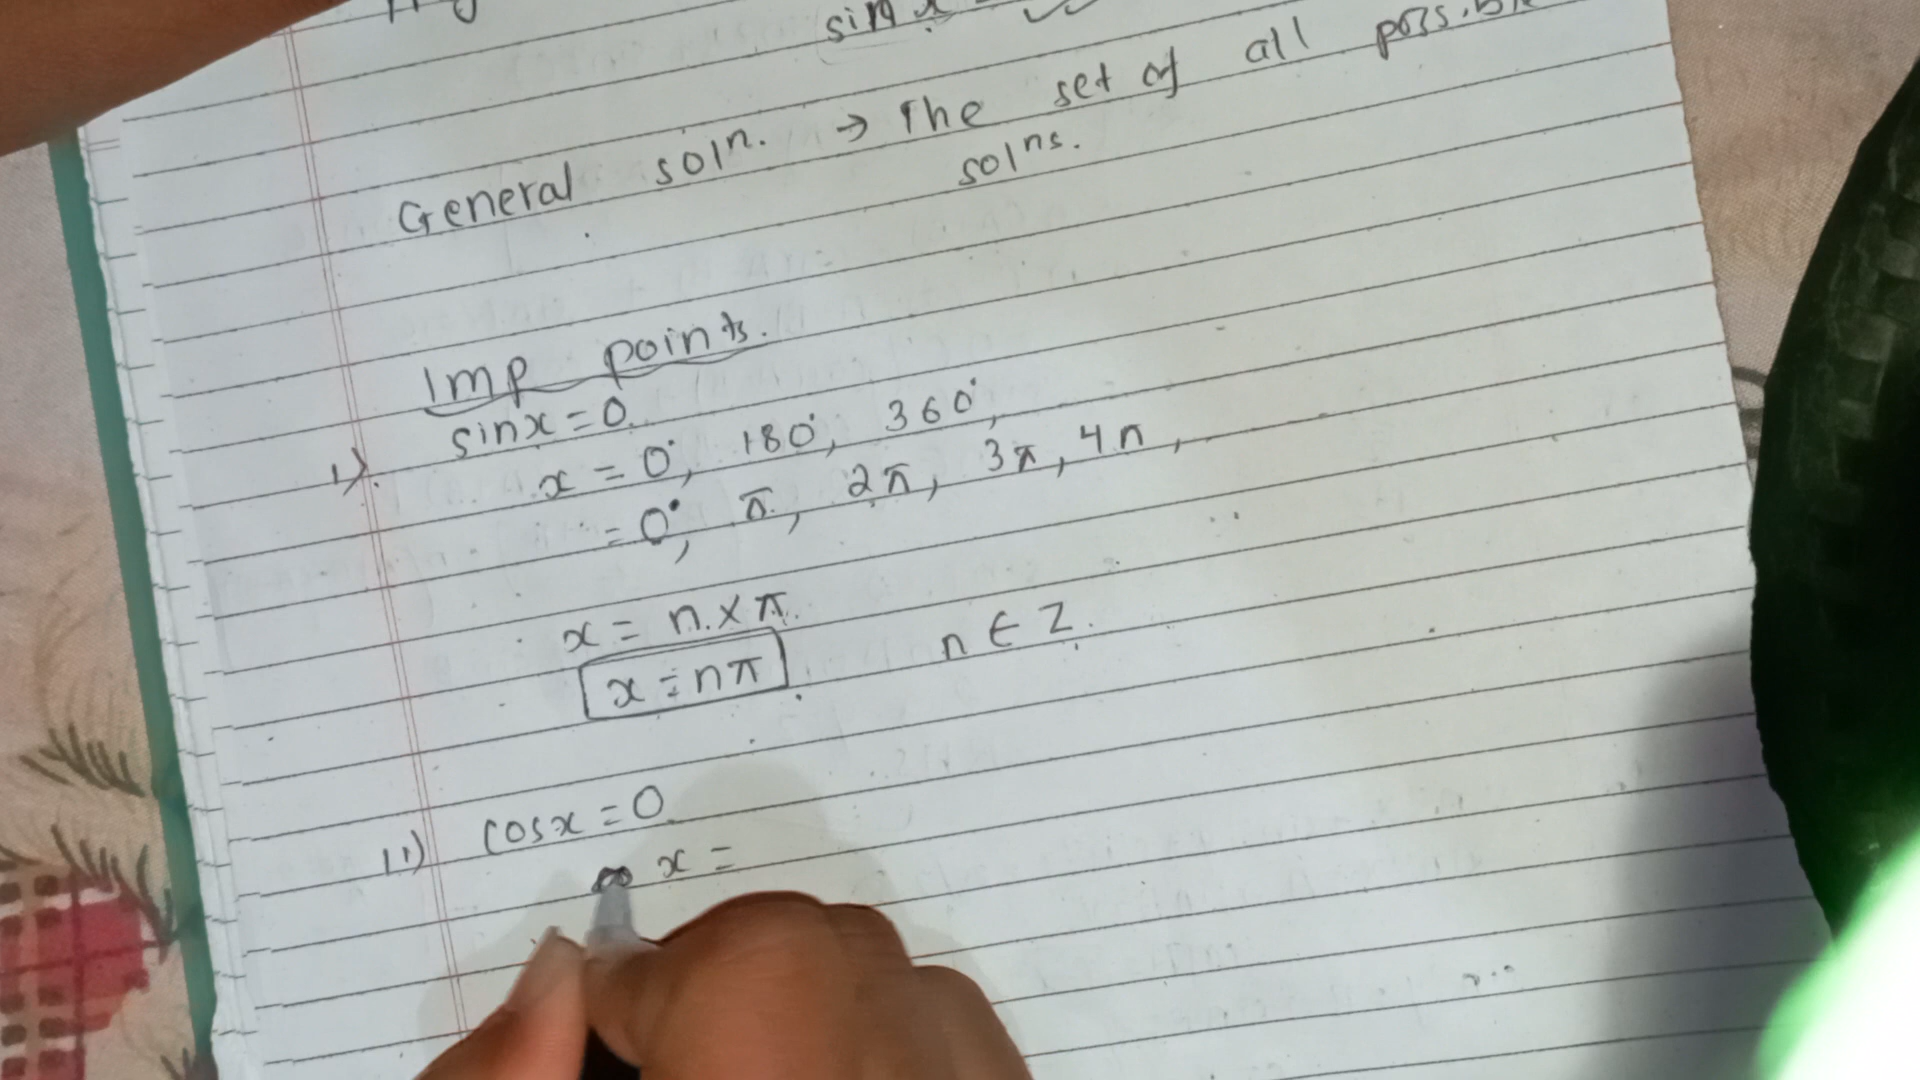 sin x
General soln. → The set of all
solns.
Imp points.
1). sinx = 0.
x = 0°, 180°, 360°,
= 0°, π, 2π, 3π, 4π,
x = n.×π.
x = nπ n ∈ Z.
11) cosx = 0.
x =